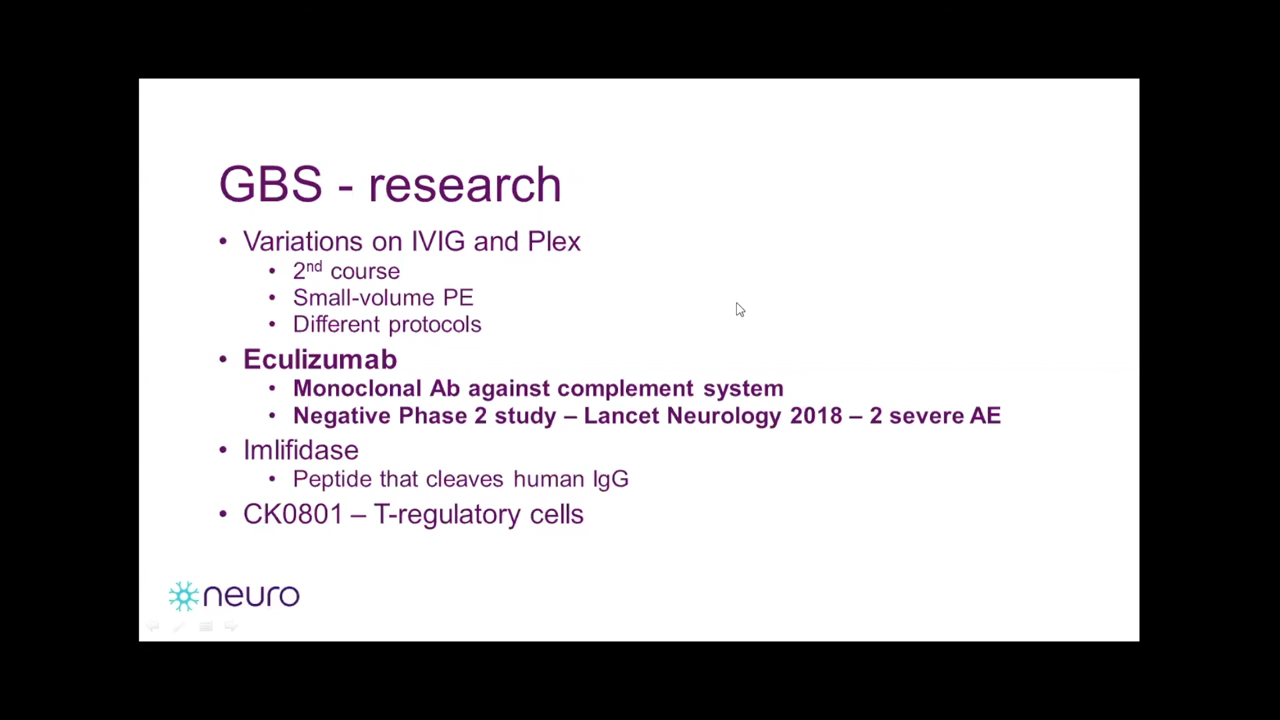 GBS - research
• Variations on IVIG and Plex
• 2nd course
• Small-volume PE
• Different protocols
• Eculizumab
• Monoclonal Ab against complement system
• Negative Phase 2 study – Lancet Neurology 2018 – 2 severe AE
• Imlifidase
• Peptide that cleaves human IgG
• CK0801 – T-regulatory cells
neuro